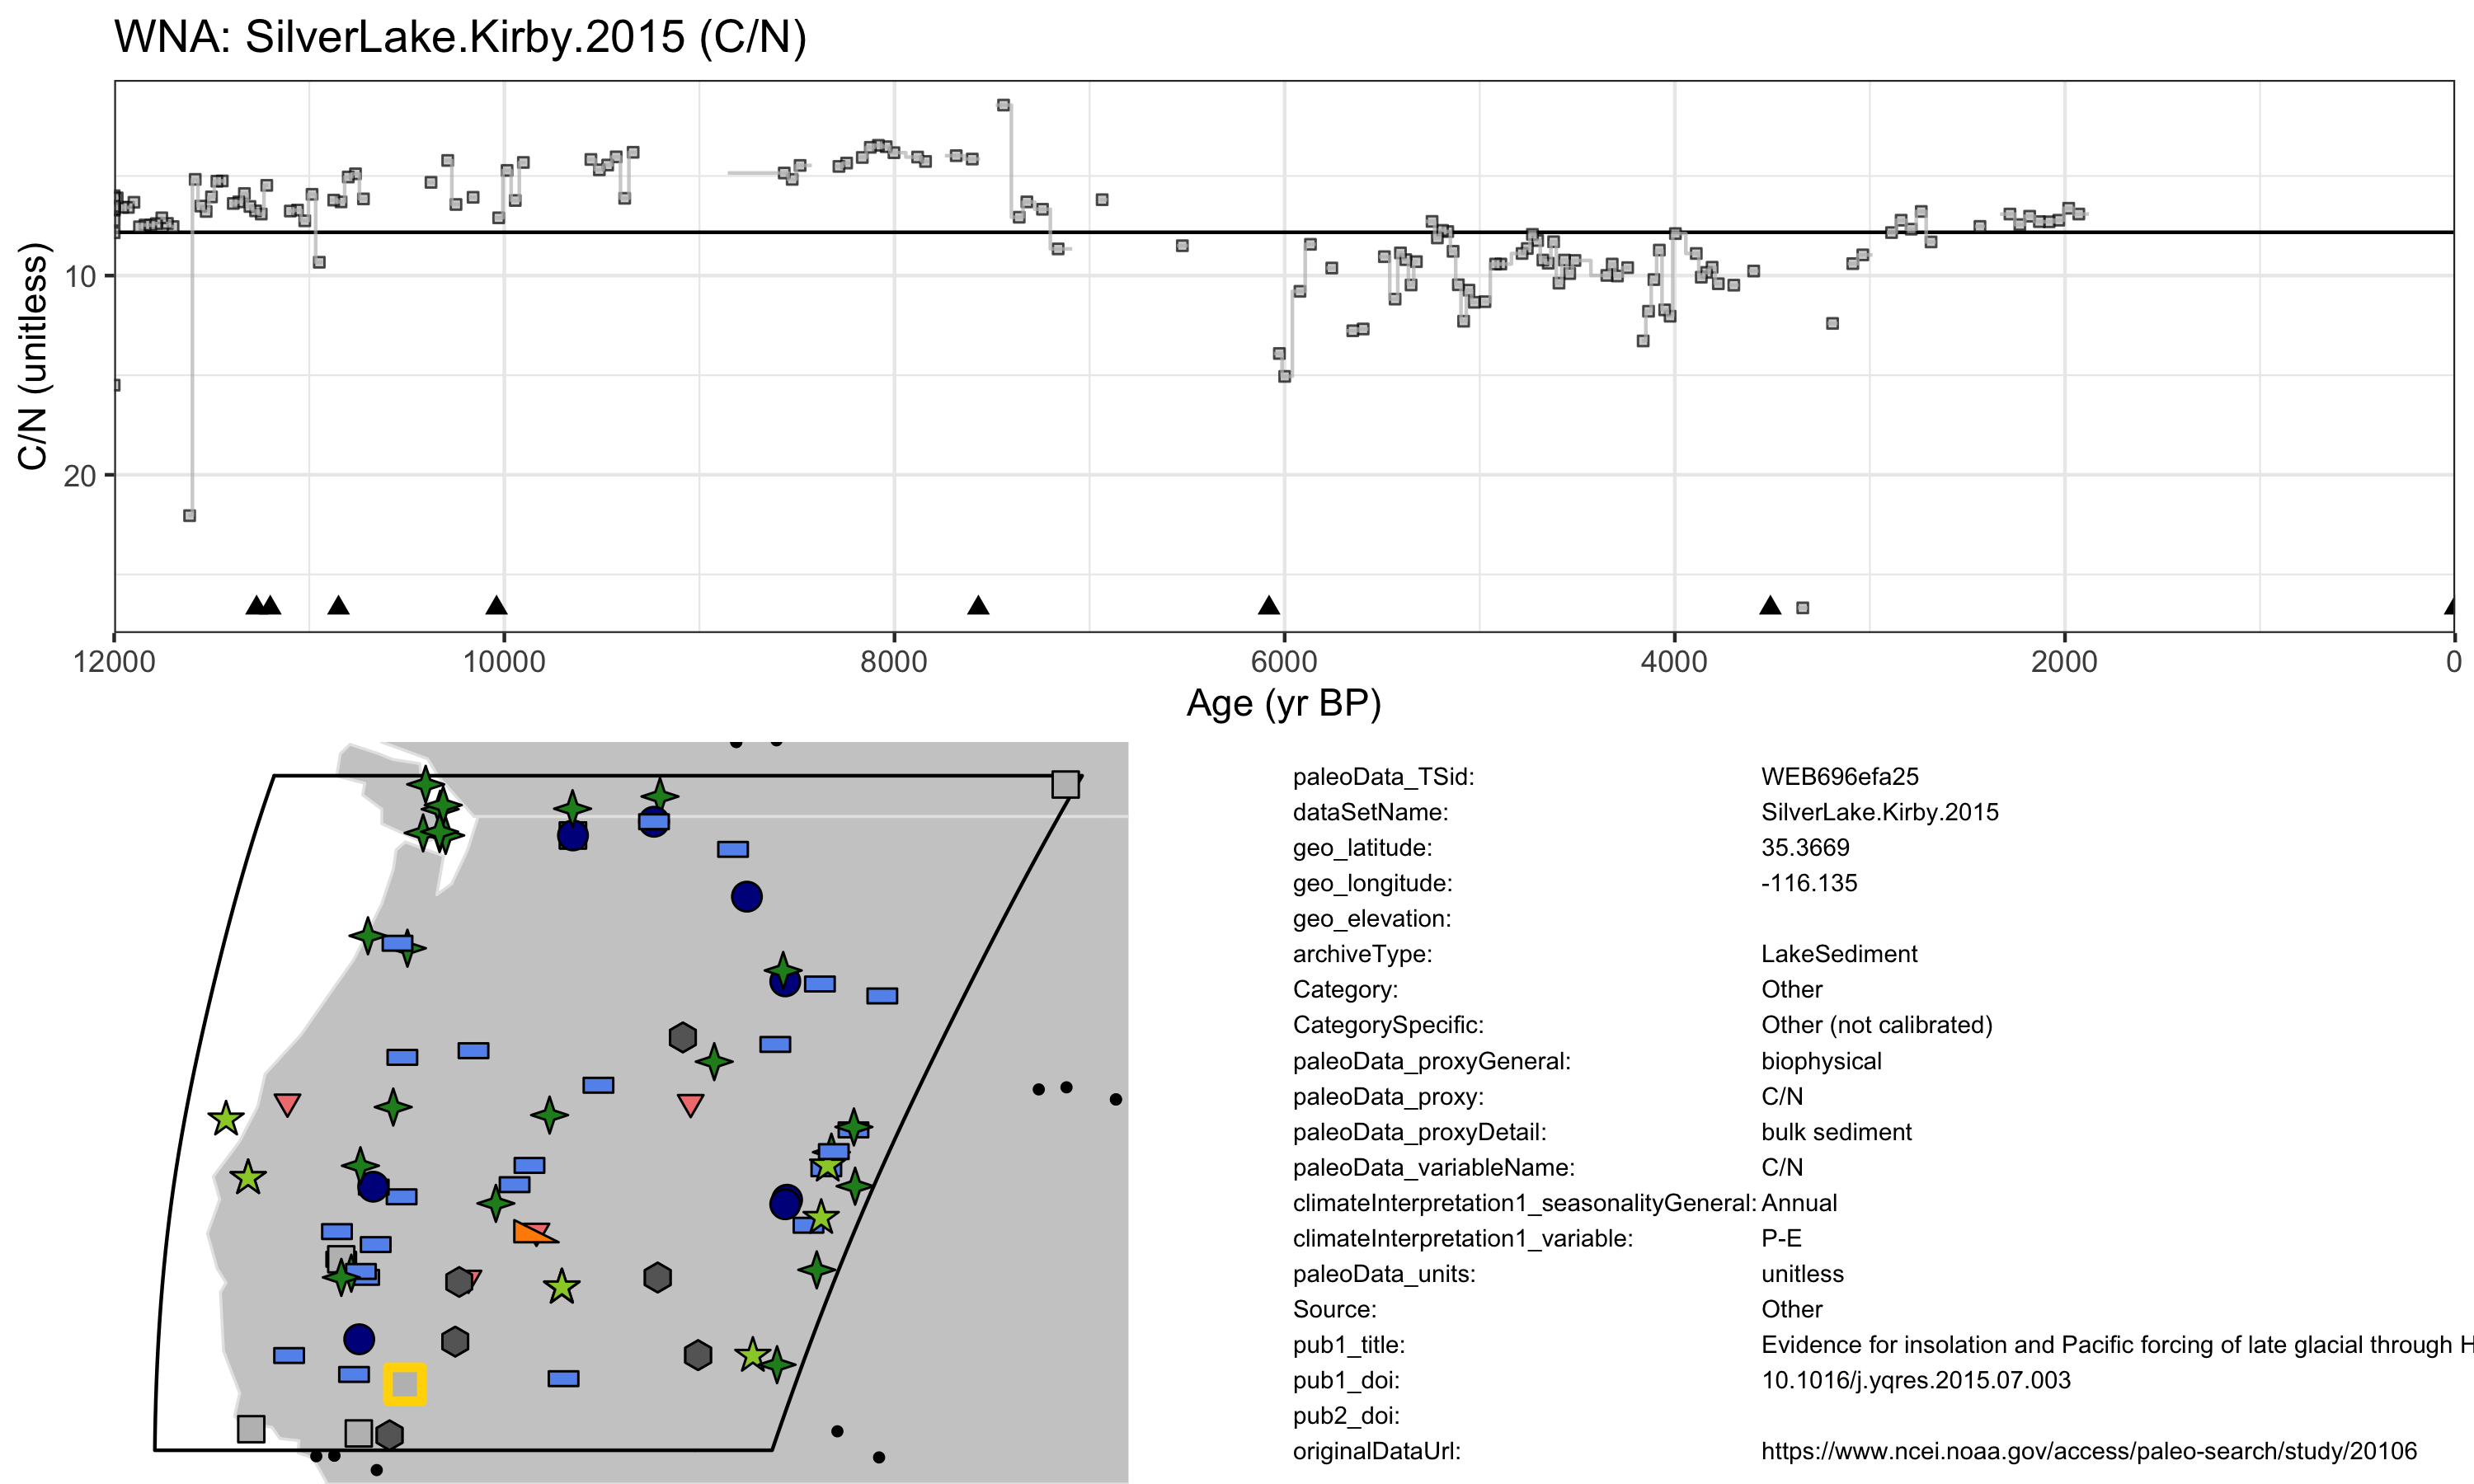 WNA: SilverLake.Kirby.2015 (C/N)
C/N (unitless)
10
20
12000 10000 8000 6000 4000 2000 0
Age (yr BP)
paleoData_TSid: WEB696efa25
dataSetName: SilverLake.Kirby.2015
geo_latitude: 35.3669
geo_longitude: -116.135
geo_elevation:
archiveType: LakeSediment
Category: Other
CategorySpecific: Other (not calibrated)
paleoData_proxyGeneral: biophysical
paleoData_proxy: C/N
paleoData_proxyDetail: bulk sediment
paleoData_variableName: C/N
climateInterpretation1_seasonalityGeneral: Annual
climateInterpretation1_variable: P-E
paleoData_units: unitless
Source: Other
pub1_title: Evidence for insolation and Pacific forcing of late glacial through H
pub1_doi: 10.1016/j.yqres.2015.07.003
pub2_doi:
originalDataUrl: https://www.ncei.noaa.gov/access/paleo-search/study/20106